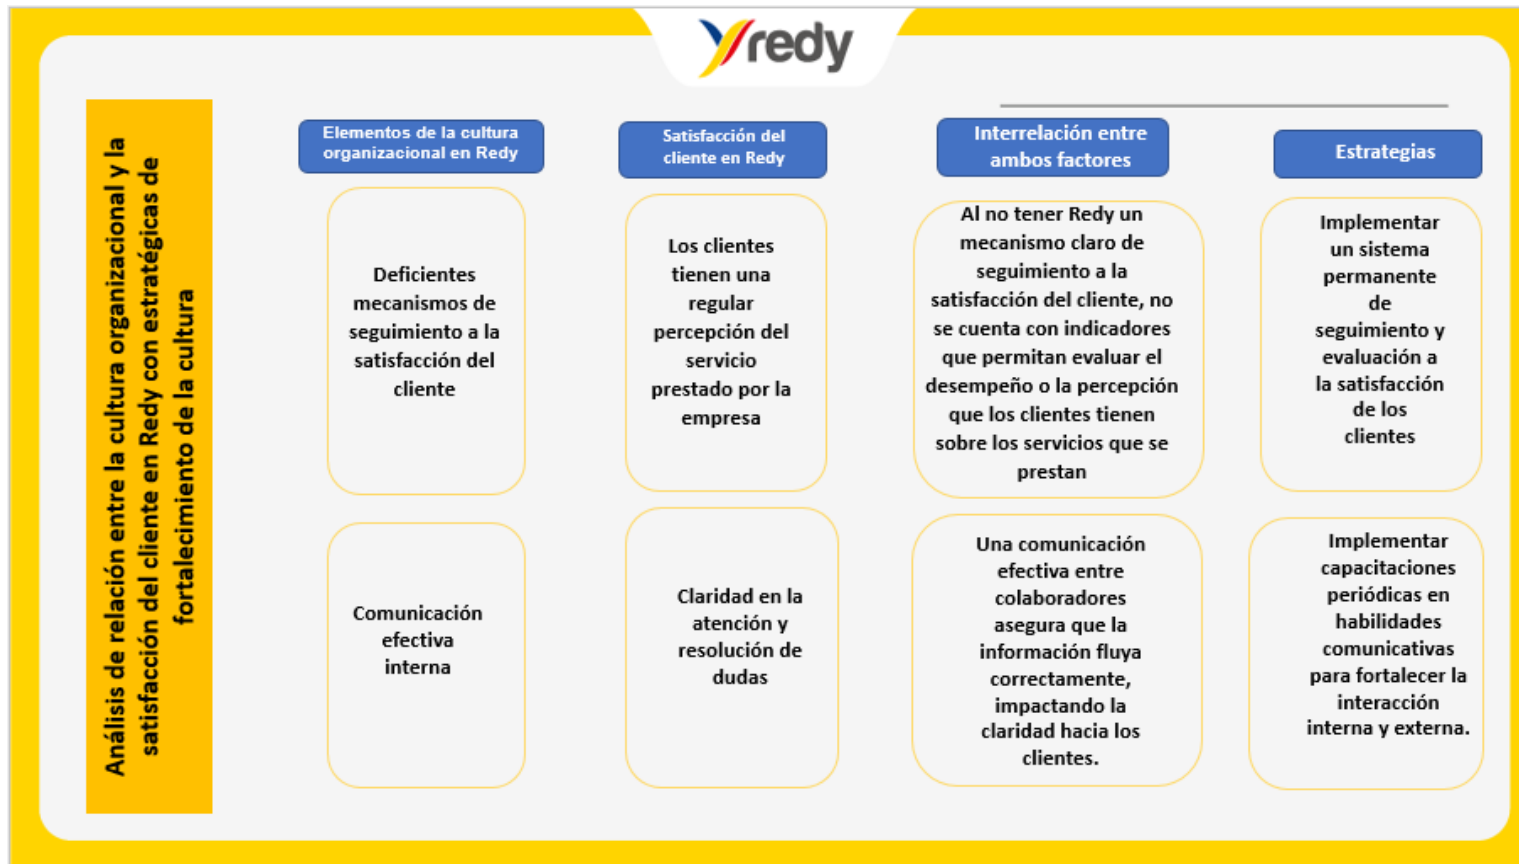 redy
Análisis de relación entre la cultura organizacional y la
satisfacción del cliente en Redy con estratégicas de
fortalecimiento de la cultura
Elementos de la cultura
organizacional en Redy
Satisfacción del
cliente en Redy
Interrelación entre
ambos factores
Estrategias
Deficientes
mecanismos de
seguimiento a la
satisfacción del
cliente
Los clientes
tienen una
regular
percepción del
servicio
prestado por la
empresa
Al no tener Redy un
mecanismo claro de
seguimiento a la
satisfacción del cliente, no
se cuenta con indicadores
que permitan evaluar el
desempeño o la percepción
que los clientes tienen
sobre los servicios que se
prestan
Implementar
un sistema
permanente
de
seguimiento y
evaluación a
la satisfacción
de los
clientes
Comunicación
efectiva
interna
Claridad en la
atención y
resolución de
dudas
Una comunicación
efectiva entre
colaboradores
asegura que la
información fluya
correctamente,
impactando la
claridad hacia los
clientes.
Implementar
capacitaciones
periódicas en
habilidades
comunicativas
para fortalecer la
interacción
interna y externa.